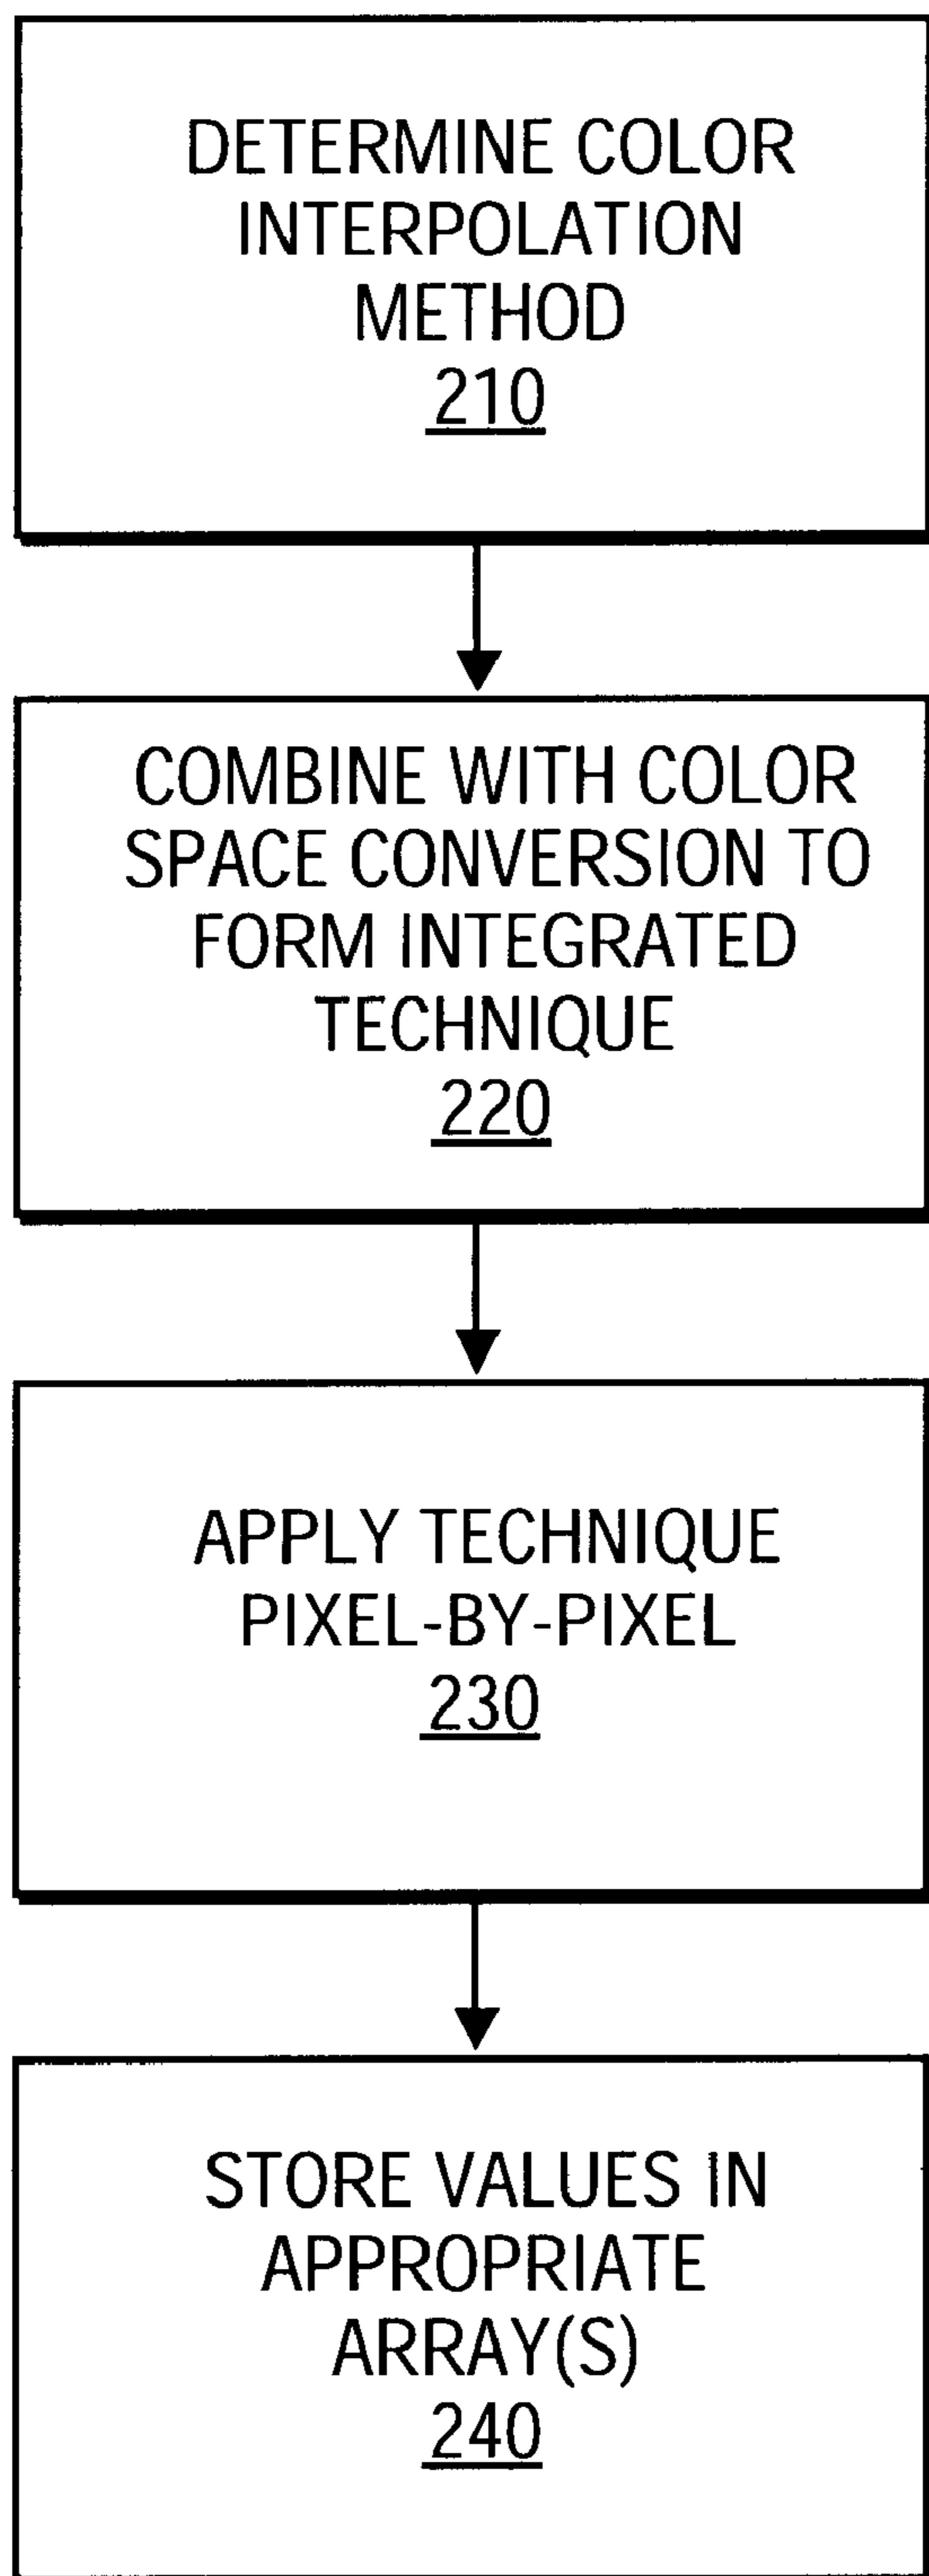 DETERMINE COLOR
INTERPOLATION
METHOD
210
COMBINE WITH COLOR
SPACE CONVERSION TO
FORM INTEGRATED
TECHNIQUE
220
APPLY TECHNIQUE
PIXEL-BY-PIXEL
230
STORE VALUES IN
APPROPRIATE
ARRAY(S)
240